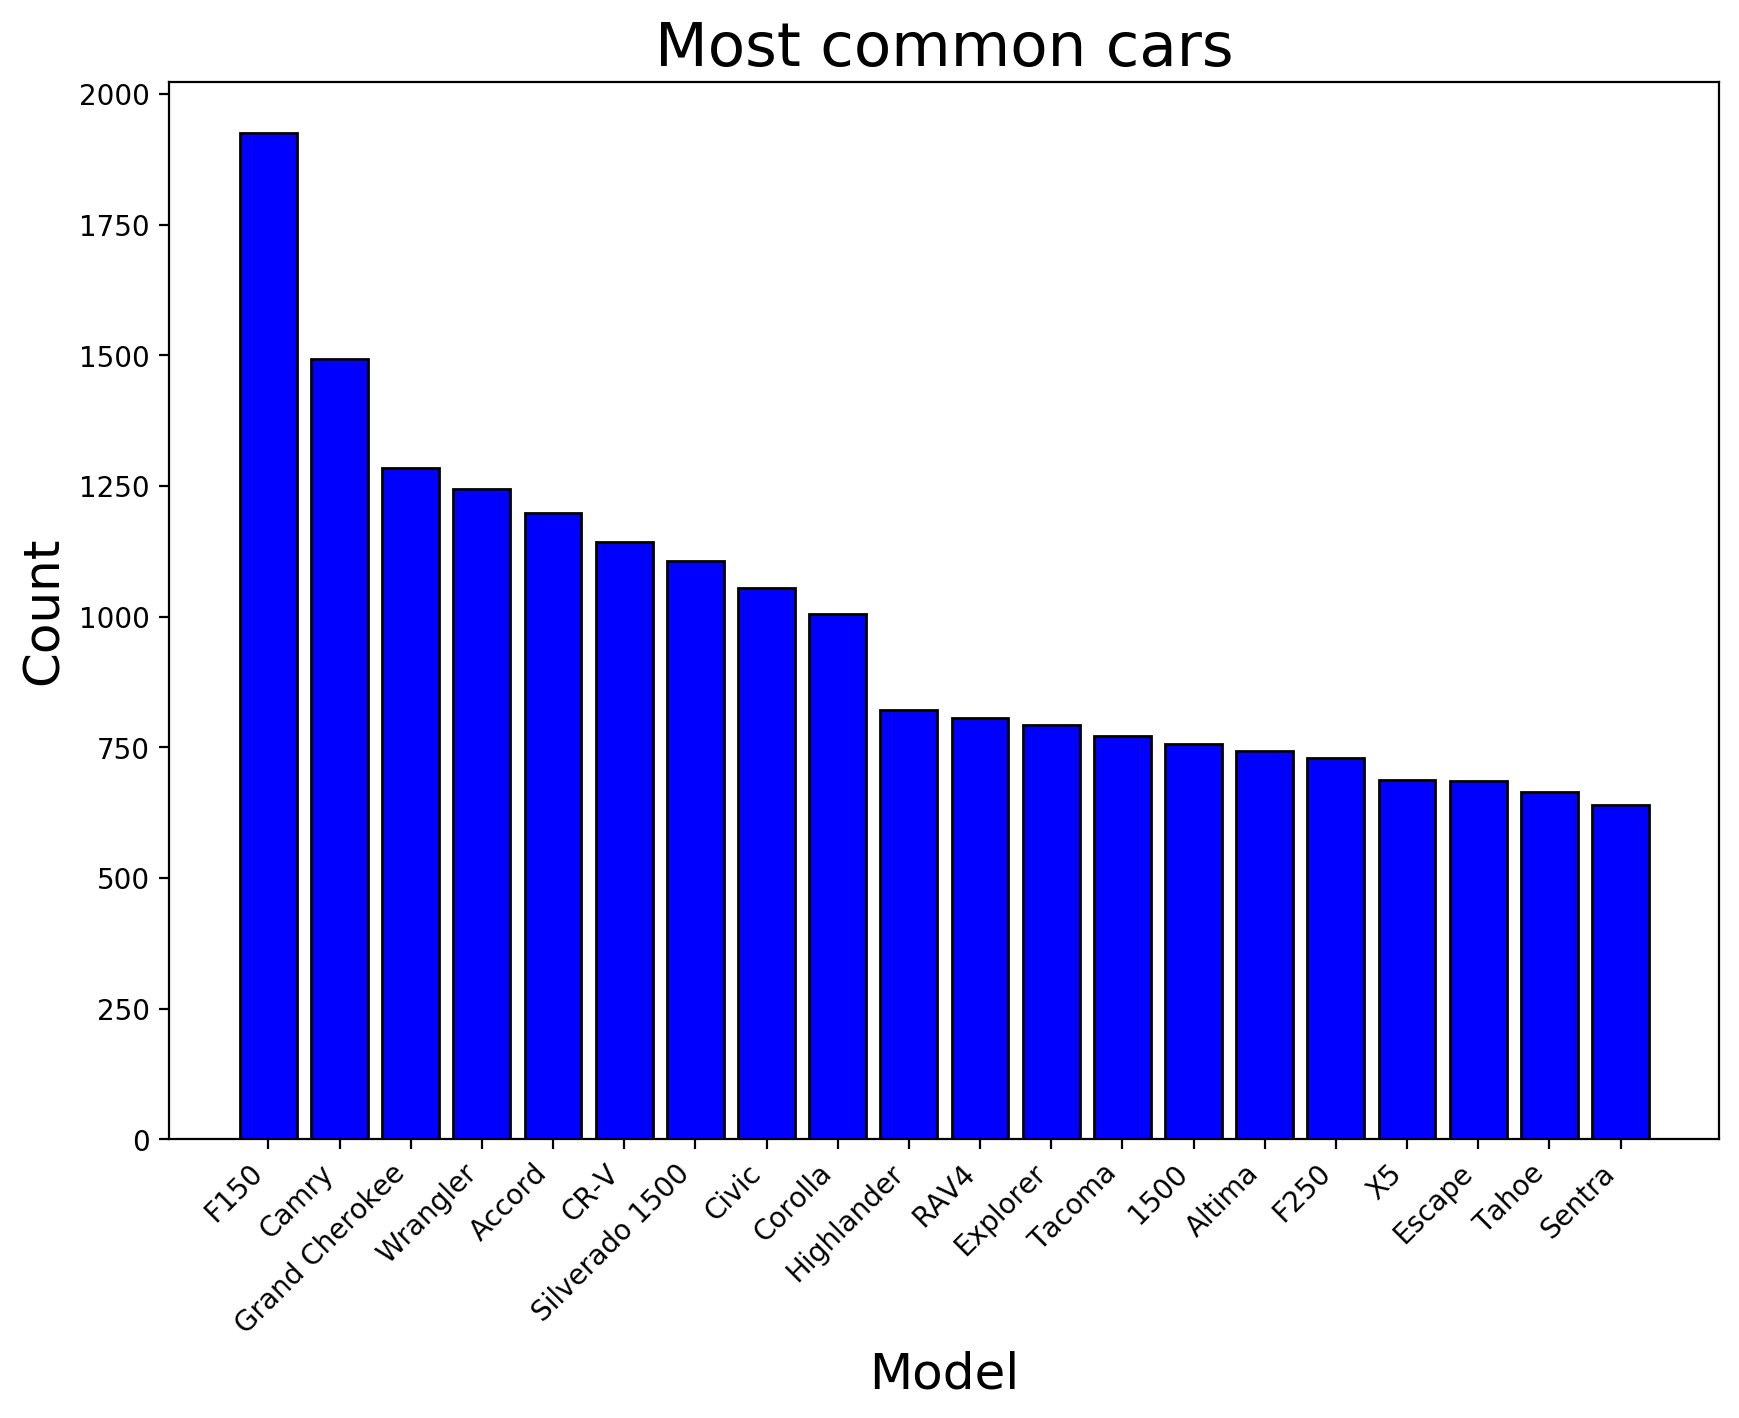 Most common cars
2000
1750
1500
1250
1000
750
500
250
0
Count
F150
Camry
Grand Cherokee
Wrangler
Accord
CR-V
Silverado 1500
Civic
Corolla
Highlander
RAV4
Explorer
Tacoma
1500
Altima
F250
X5
Escape
Tahoe
Sentra
Model